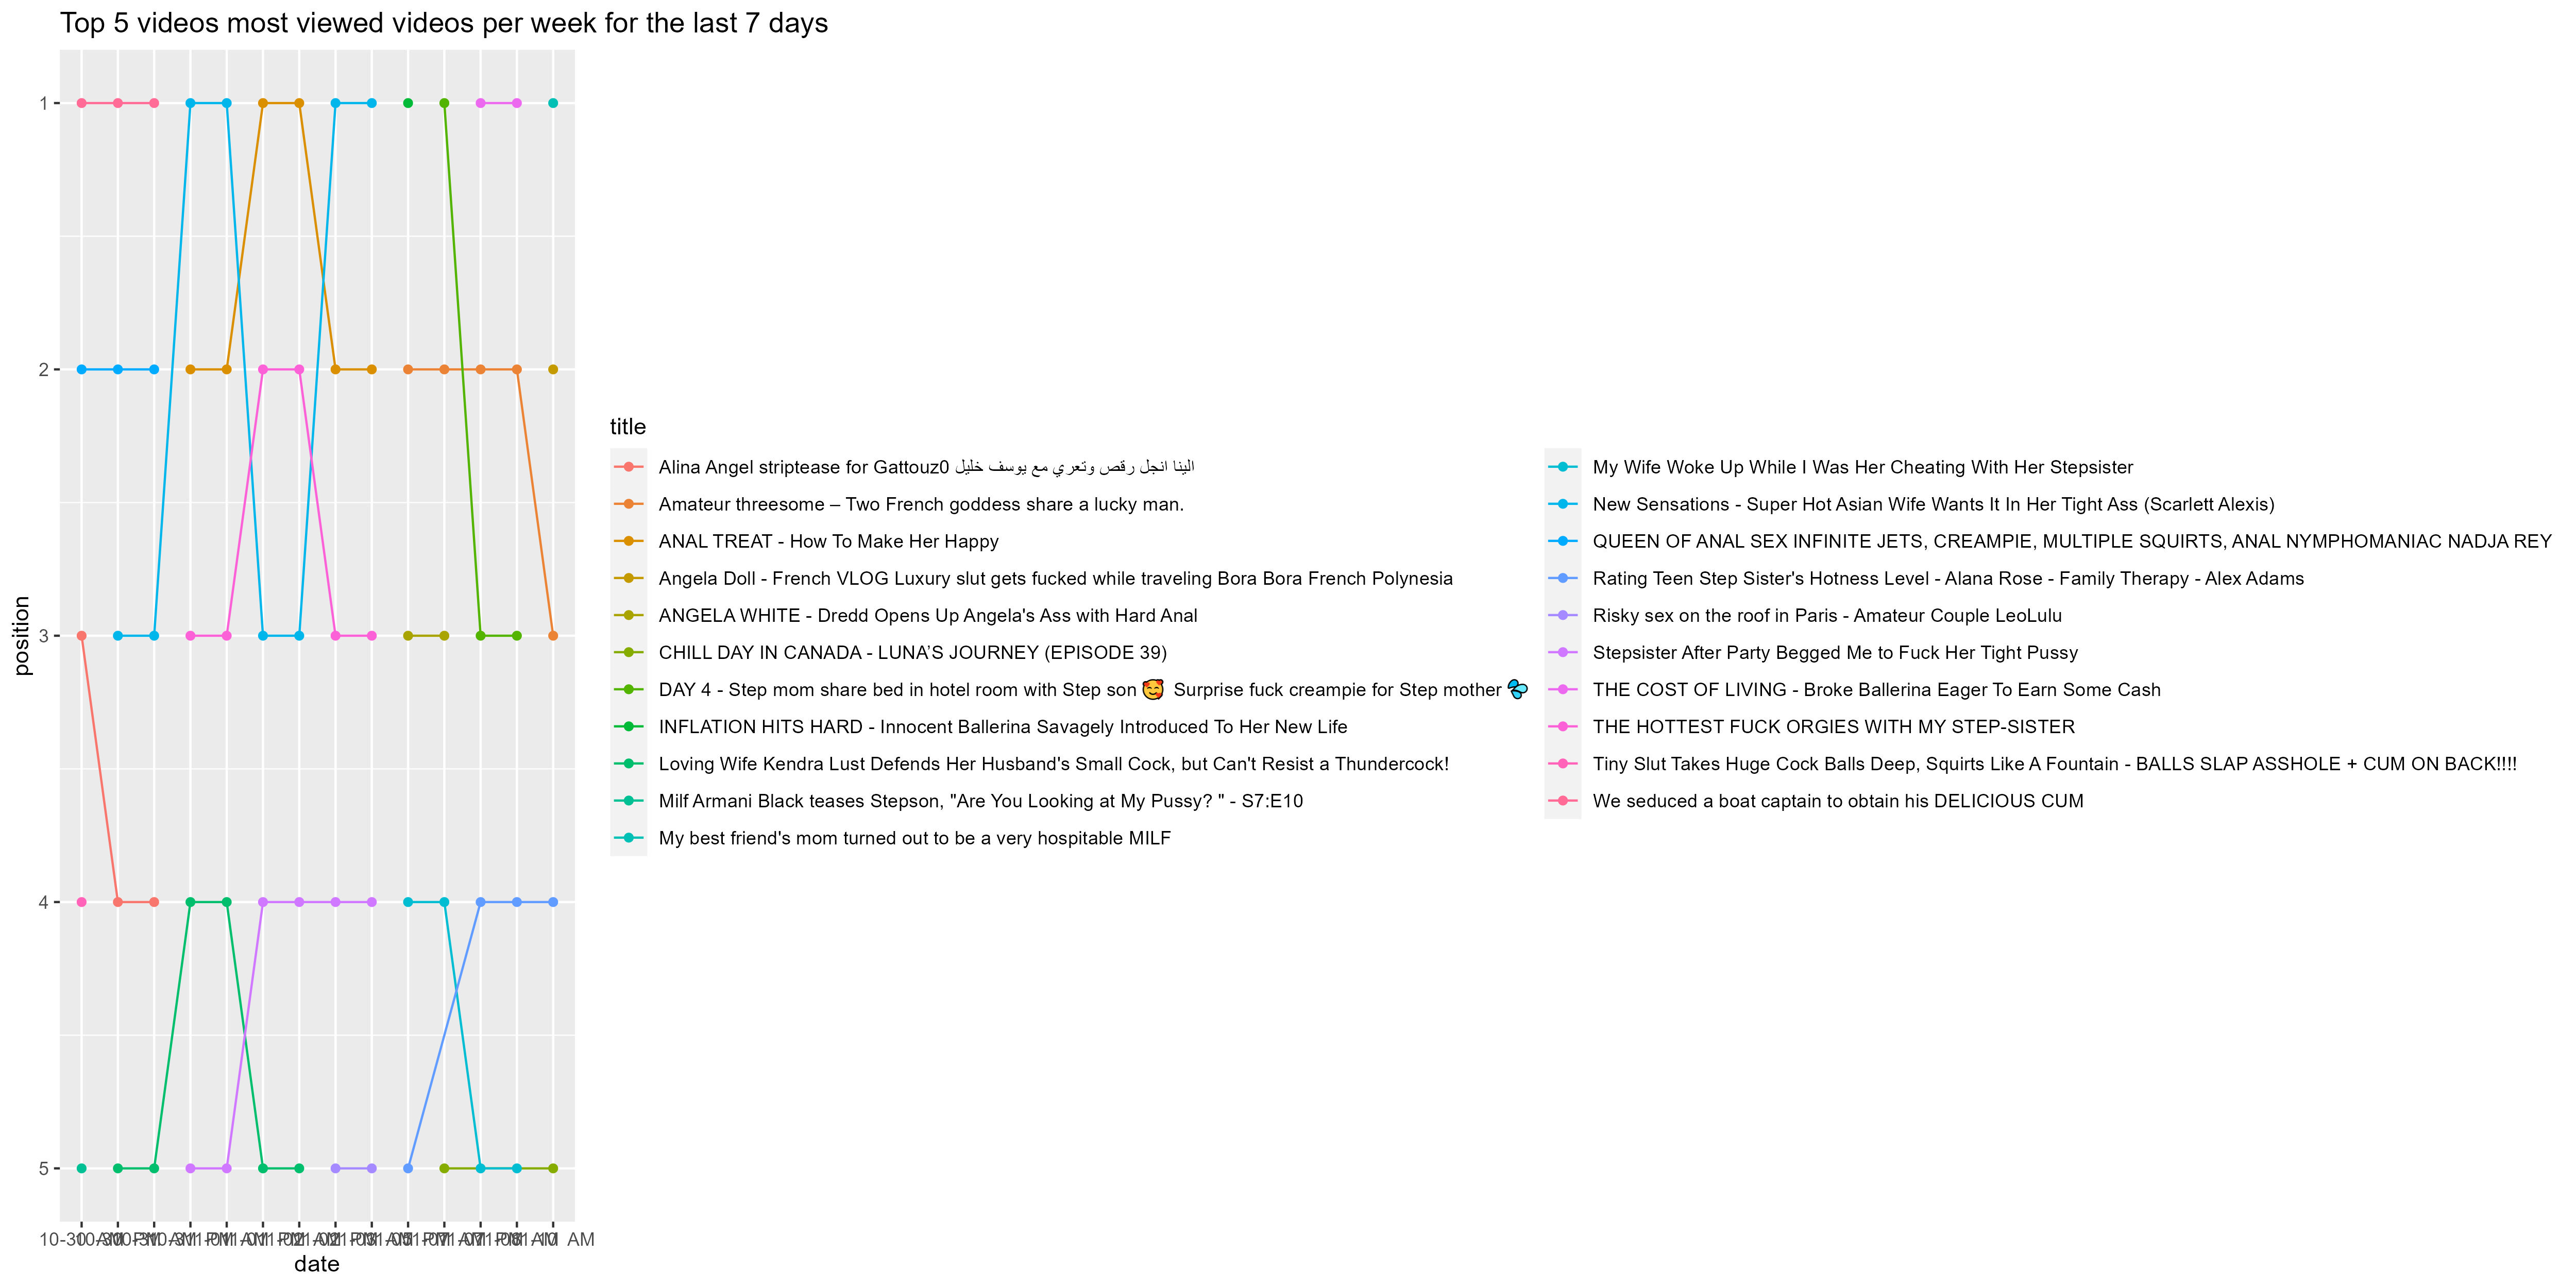 Top 5 videos most viewed videos per week for the last 7 days
position
1
2
3
4
5
date
title
Alina Angel striptease for Gattouz0 الينا انجل رقص وتعري مع يوسف خليل
Amateur threesome – Two French goddess share a lucky man.
ANAL TREAT - How To Make Her Happy
Angela Doll - French VLOG Luxury slut gets fucked while traveling Bora Bora French Polynesia
ANGELA WHITE - Dredd Opens Up Angela's Ass with Hard Anal
CHILL DAY IN CANADA - LUNA’S JOURNEY (EPISODE 39)
DAY 4 - Step mom share bed in hotel room with Step son 🥰 Surprise fuck creampie for Step mother 💦
INFLATION HITS HARD - Innocent Ballerina Savagely Introduced To Her New Life
Loving Wife Kendra Lust Defends Her Husband's Small Cock, but Can't Resist a Thundercock!
Milf Armani Black teases Stepson, "Are You Looking at My Pussy? " - S7:E10
My best friend's mom turned out to be a very hospitable MILF
My Wife Woke Up While I Was Her Cheating With Her Stepsister
New Sensations - Super Hot Asian Wife Wants It In Her Tight Ass (Scarlett Alexis)
QUEEN OF ANAL SEX INFINITE JETS, CREAMPIE, MULTIPLE SQUIRTS, ANAL NYMPHOMANIAC NADJA REY
Rating Teen Step Sister's Hotness Level - Alana Rose - Family Therapy - Alex Adams
Risky sex on the roof in Paris - Amateur Couple LeoLulu
Stepsister After Party Begged Me to Fuck Her Tight Pussy
THE COST OF LIVING - Broke Ballerina Eager To Earn Some Cash
THE HOTTEST FUCK ORGIES WITH MY STEP-SISTER
Tiny Slut Takes Huge Cock Balls Deep, Squirts Like A Fountain - BALLS SLAP ASSHOLE + CUM ON BACK!!!!
We seduced a boat captain to obtain his DELICIOUS CUM